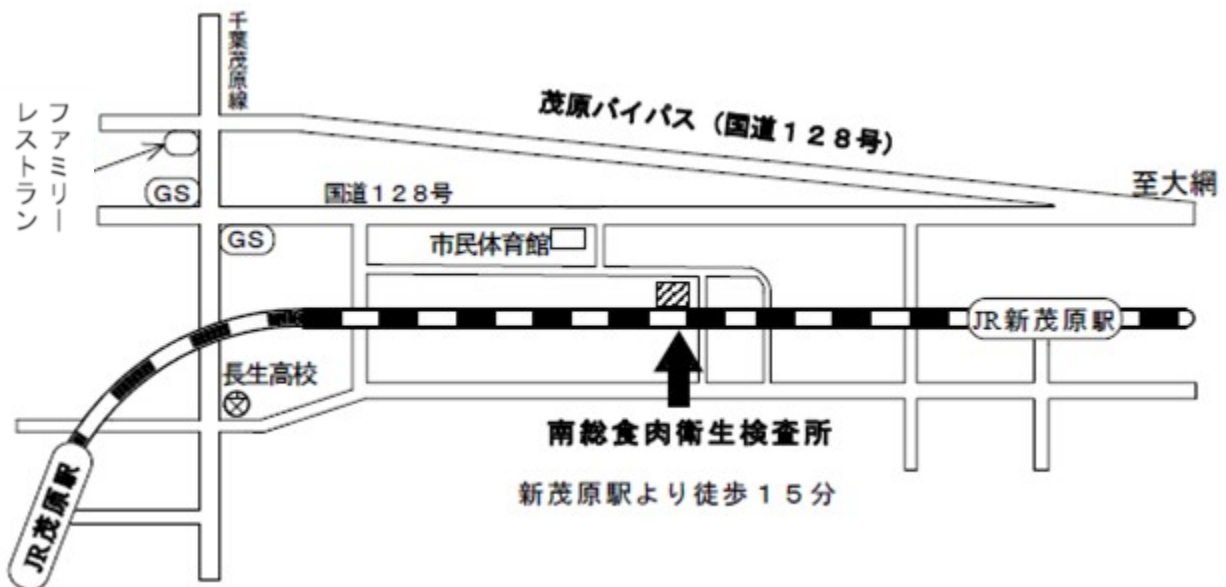 千葉茂原線
ファミリー
レストラン
茂原バイパス（国道１２８号）
至大網
GS
国道１２８号
GS
市民体育館
JR新茂原駅
長生高校
南総食肉衛生検査所
JR茂原駅
新茂原駅より徒歩１５分